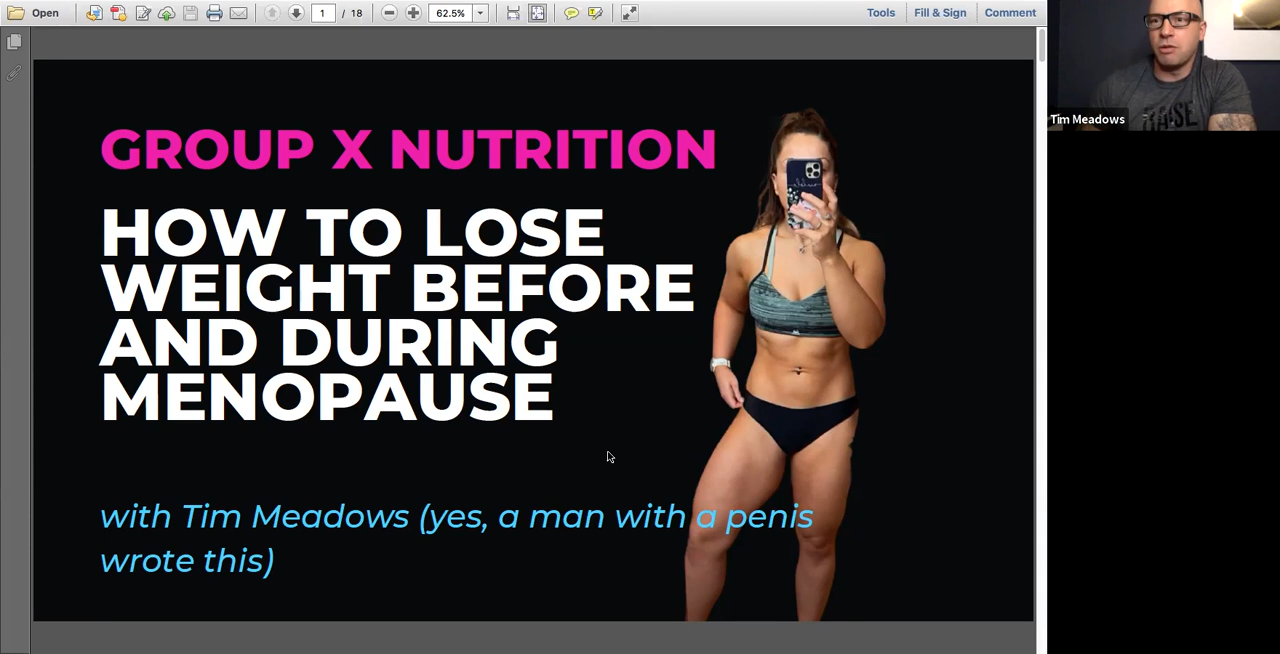 Open
1 / 18
62.5%
Tools
Fill & Sign
Comment
GROUP X NUTRITION
HOW TO LOSE
WEIGHT BEFORE
AND DURING
MENOPAUSE
with Tim Meadows (yes, a man with a penis
wrote this)
Tim Meadows